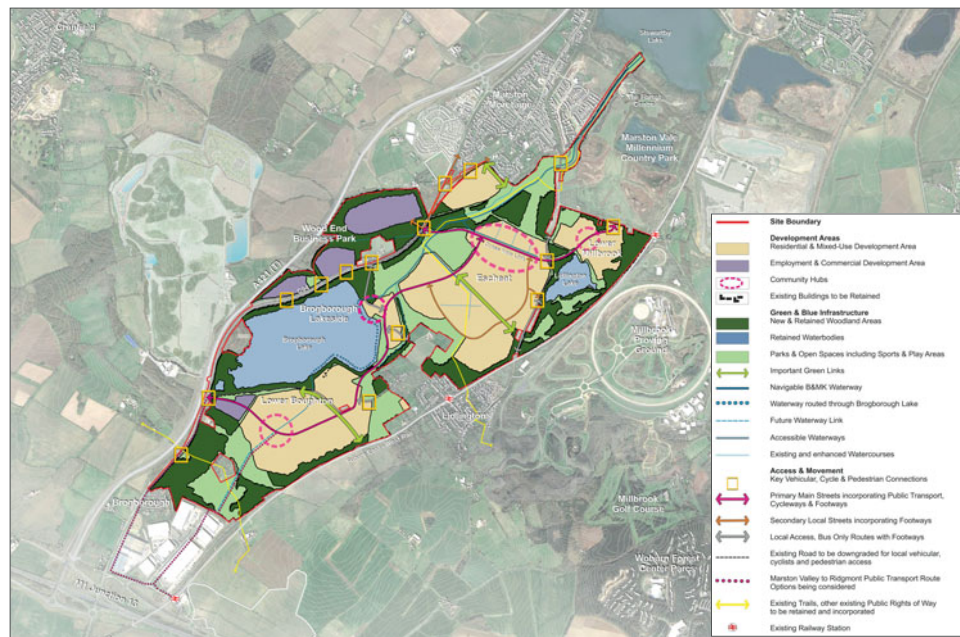 Cranfield
Stewartby
Lake
Marston
Moretaine
Marston Vale
Millennium
Country Park
Wood End
Business Park
A421 (T)
Lower
Millbrook
Eschent
Brogborough
Lakeside
Brogborough
Lake
Millbrook
Proving
Ground
Lower Boughton
Lidlington
Brogborough
Millbrook
Golf Course
Woburn Forest
Center Parcs
Site Boundary
Development Areas
Residential & Mixed-Use Development Area
Employment & Commercial Development Area
Community Hubs
Existing Buildings to be Retained
Green & Blue Infrastructure
New & Retained Woodland Areas
Retained Waterbodies
Parks & Open Spaces including Sports & Play Areas
Important Green Links
Navigable B&MK Waterway
Waterway routed through Brogborough Lake
Future Waterway Link
Accessible Waterways
Existing and enhanced Watercourses
Access & Movement
Key Vehicular, Cycle & Pedestrian Connections
Primary Main Streets incorporating Public Transport,
Cycleways & Footways
Secondary Local Streets incorporating Footways
Local Access, Bus Only Routes with Footways
Existing Road to be downgraded for local vehicular,
cyclists and pedestrian access
Marston Valley to Ridgmont Public Transport Route
Options being considered
Existing Trails, other existing Public Rights of Way
to be retained and incorporated
Existing Railway Station